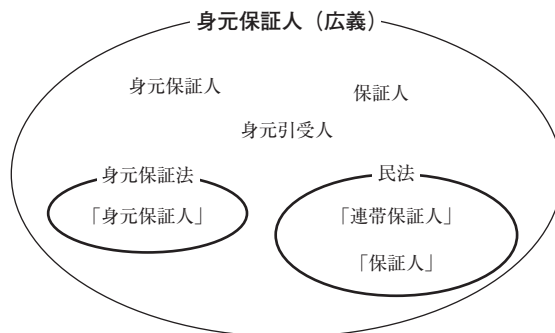 身元保証人（広義）
身元保証人
保証人
身元引受人
身元保証法
民法
「身元保証人」
「連帯保証人」
「保証人」